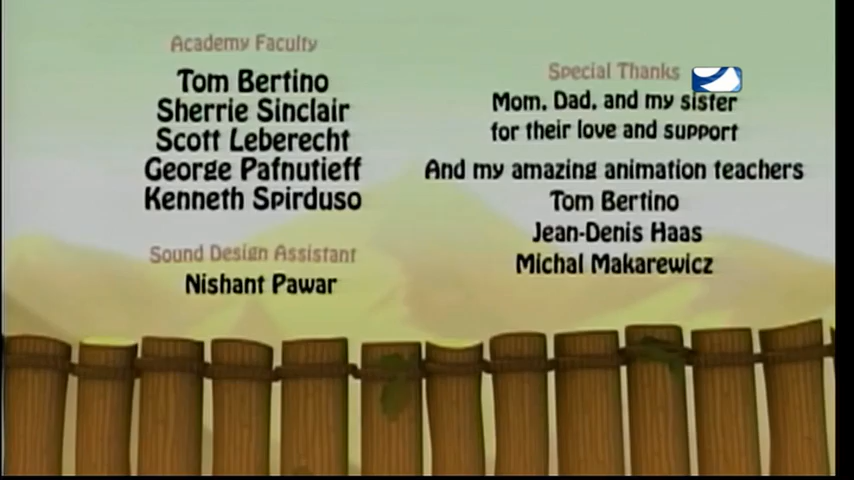 Academy Faculty
Tom Bertino
Sherrie Sinclair
Scott Leberecht
George Pafnutieff
Kenneth Spirduso
Sound Design Assistant
Nishant Pawar
Special Thanks
Mom, Dad, and my sister
for their love and support
And my amazing animation teachers
Tom Bertino
Jean-Denis Haas
Michal Makarewicz